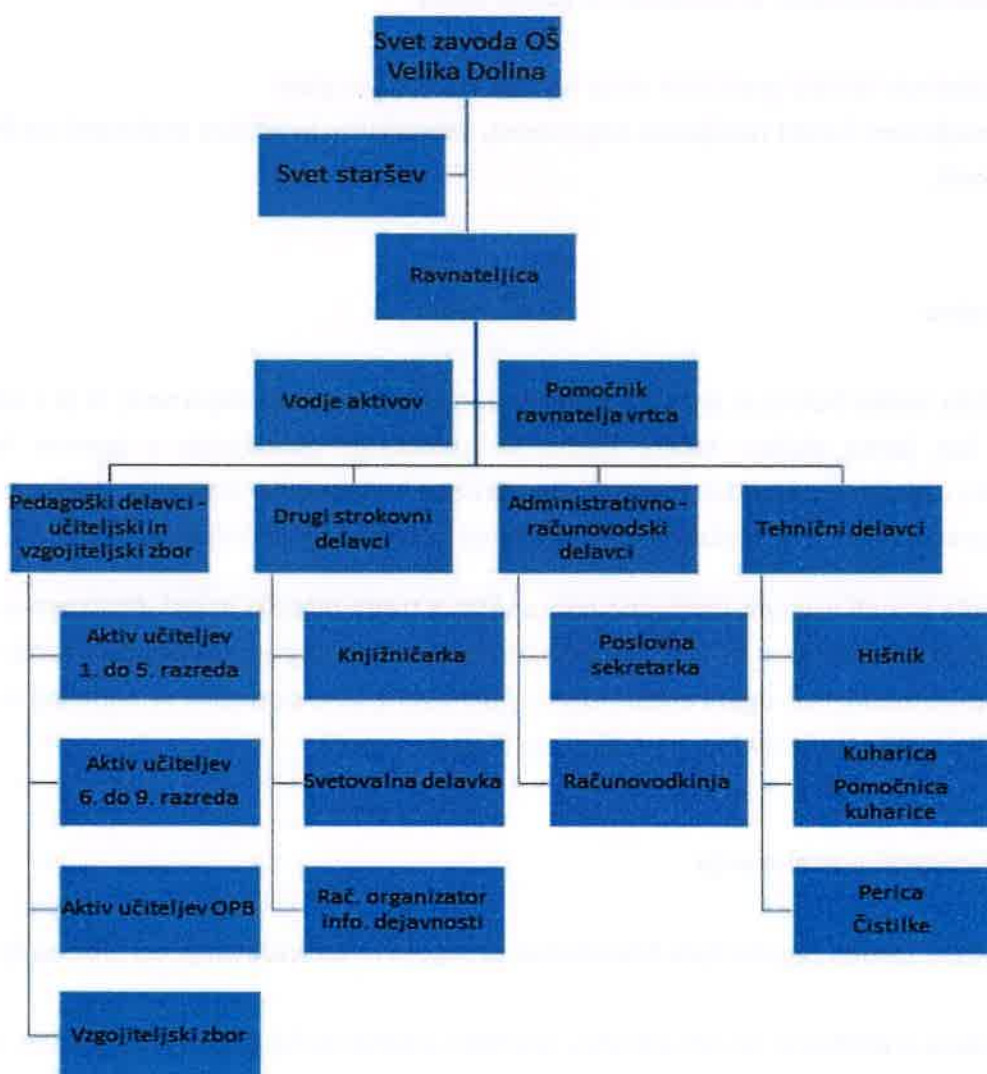 Svet zavoda OŠ
Velika Dolina
Svet staršev
Ravnateljica
Vodje aktivov
Pomočnik
ravnatelja vrtca
Pedagoški delavci -
učiteljski in
vzgojiteljski zbor
Drugi strokovni
delavci
Administrativno-
računovodski
delavci
Tehnični delavci
Aktiv učiteljev
1. do 5. razreda
Knjižničarka
Poslovna
sekretarka
Hišnik
Aktiv učiteljev
6. do 9. razreda
Svetovalna delavka
Računovodkinja
Kuharica
Pomočnica
kuharice
Aktiv učiteljev OPB
Rač. organizator
info. dejavnosti
Perica
Čistilke
Vzgojiteljski zbor